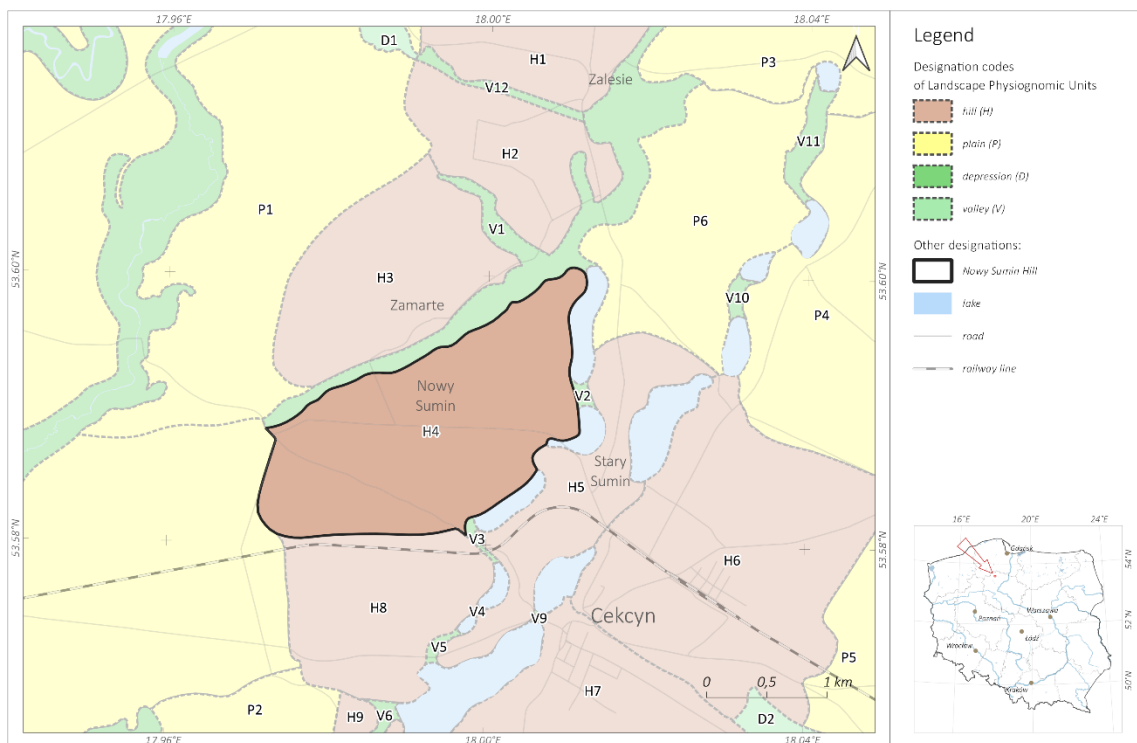 17.96°E
18.00°E
18.04°E
D1
H1
Zalesie
P3
V12
H2
V11
P1
P6
V1
53.60°N
H3
53.60°N
V10
Zamarte
P4
Nowy
Sumin
V2
H4
Stary
Sumin
H5
53.58°N
V3
53.58°N
H6
H8
V4
V9
Cekcyn
V5
P5
0
0,5
1 km
H7
P2
H9
V6
D2
17.96°E
18.00°E
18.04°E
Legend
Designation codes
of Landscape Physiognomic Units
hill (H)
plain (P)
depression (D)
valley (V)
Other designations:
Nowy Sumin Hill
lake
road
railway line
16°E
20°E
24°E
Gdańsk
54°N
Poznań
Warszawa
52°N
Łódź
Wrocław
50°N
Kraków
16°E
18°E
20°E
22°E